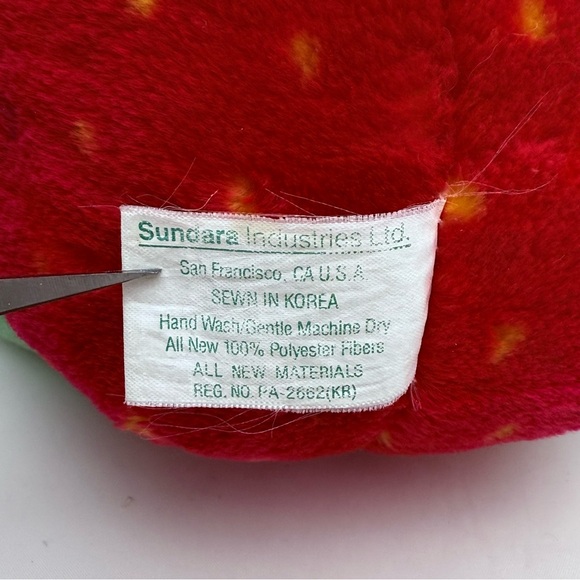 Sundara Industries Ltd.
San Francisco, CA U.S.A
SEWN IN KOREA
Hand Wash/Gentle Machine Dry
All New 100% Polyester Fibers
ALL NEW MATERIALS
REG. NO. PA-2662(KR)